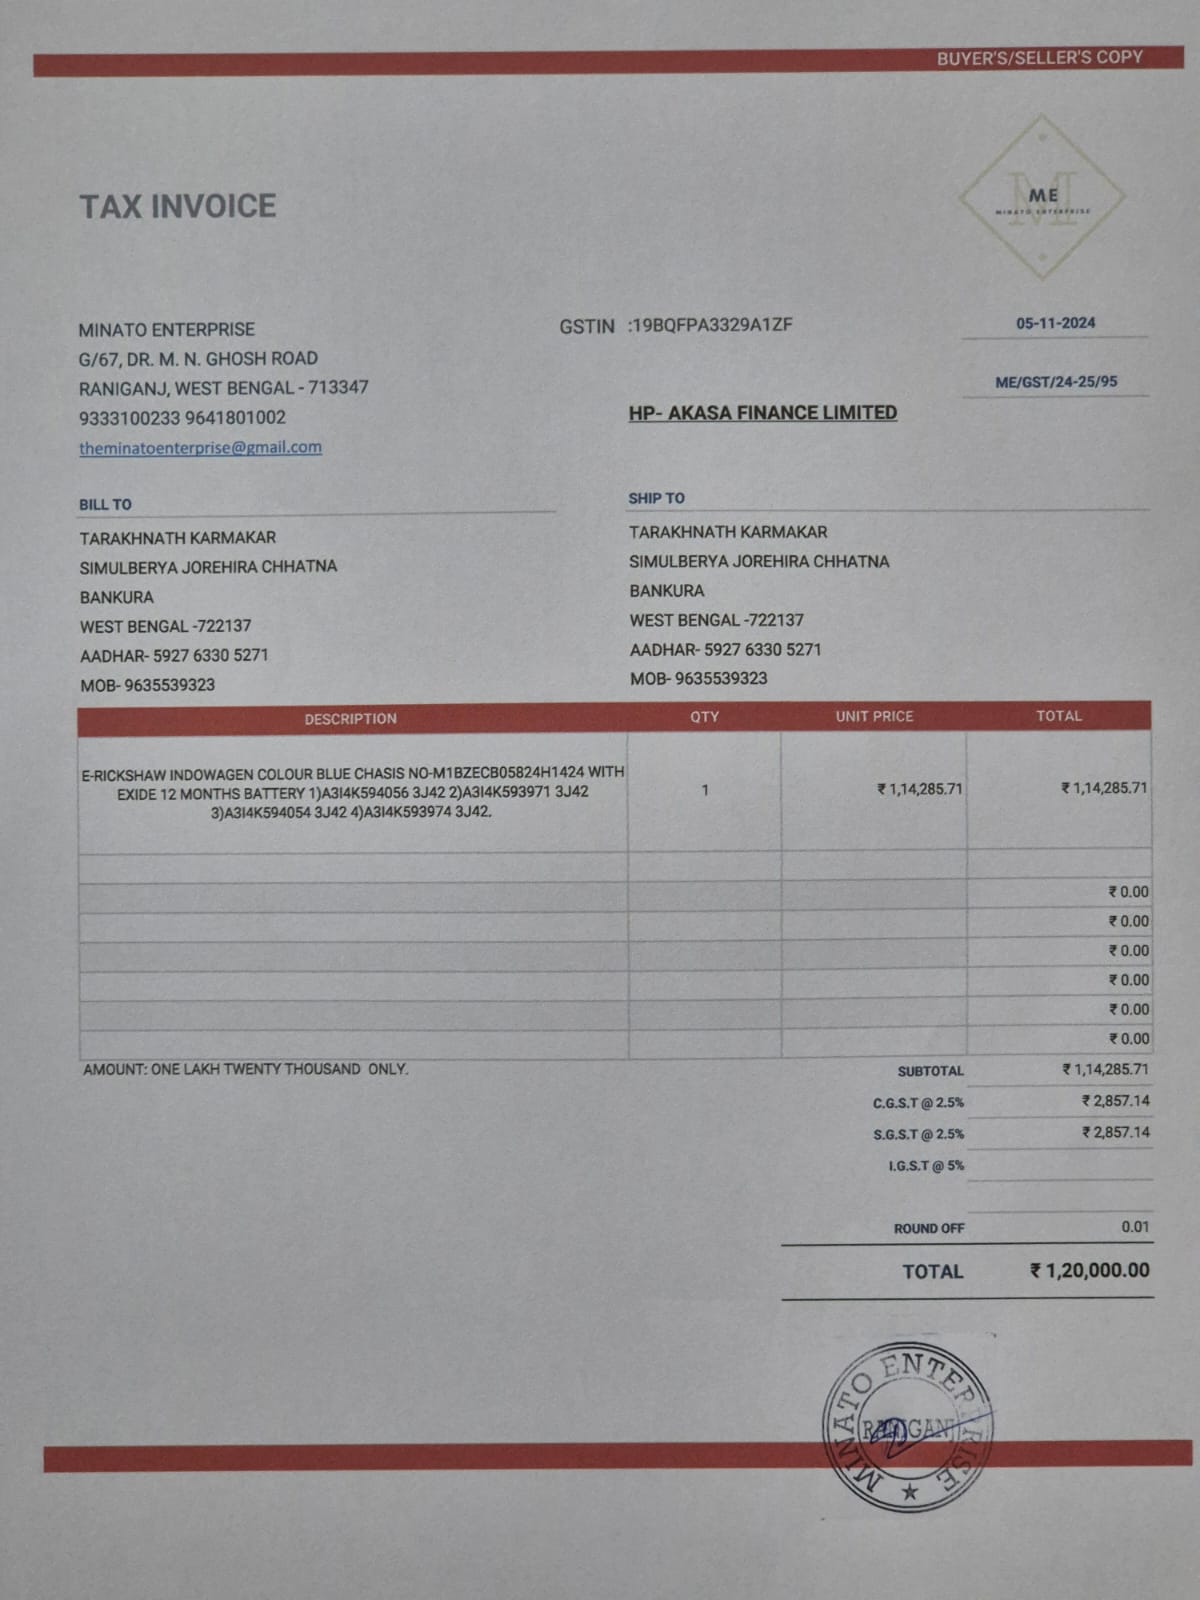 BUYER'S/SELLER'S COPY
TAX INVOICE
ME
MINATO ENTERPRISE
MINATO ENTERPRISE
G/67, DR. M. N. GHOSH ROAD
RANIGANJ, WEST BENGAL - 713347
9333100233 9641801002
theminatoenterprise@gmail.com
GSTIN :19BQFPA3329A1ZF
05-11-2024
ME/GST/24-25/95
HP- AKASA FINANCE LIMITED
BILL TO
TARAKHNATH KARMAKAR
SIMULBERYA JOREHIRA CHHATNA
BANKURA
WEST BENGAL -722137
AADHAR- 5927 6330 5271
MOB- 9635539323
SHIP TO
TARAKHNATH KARMAKAR
SIMULBERYA JOREHIRA CHHATNA
BANKURA
WEST BENGAL -722137
AADHAR- 5927 6330 5271
MOB- 9635539323
DESCRIPTION QTY UNIT PRICE TOTAL
E-RICKSHAW INDOWAGEN COLOUR BLUE CHASIS NO-M1BZECB05824H1424 WITH
EXIDE 12 MONTHS BATTERY 1)A3I4K594056 3J42 2)A3I4K593971 3J42
3)A3I4K594054 3J42 4)A3I4K593974 3J42.
1 ₹ 1,14,285.71 ₹ 1,14,285.71
₹ 0.00
₹ 0.00
₹ 0.00
₹ 0.00
₹ 0.00
₹ 0.00
AMOUNT: ONE LAKH TWENTY THOUSAND ONLY.
SUBTOTAL ₹ 1,14,285.71
C.G.S.T @ 2.5% ₹ 2,857.14
S.G.S.T @ 2.5% ₹ 2,857.14
I.G.S.T @ 5%
ROUND OFF 0.01
TOTAL ₹ 1,20,000.00
MINATO ENTERPRISE
RANIGANJ